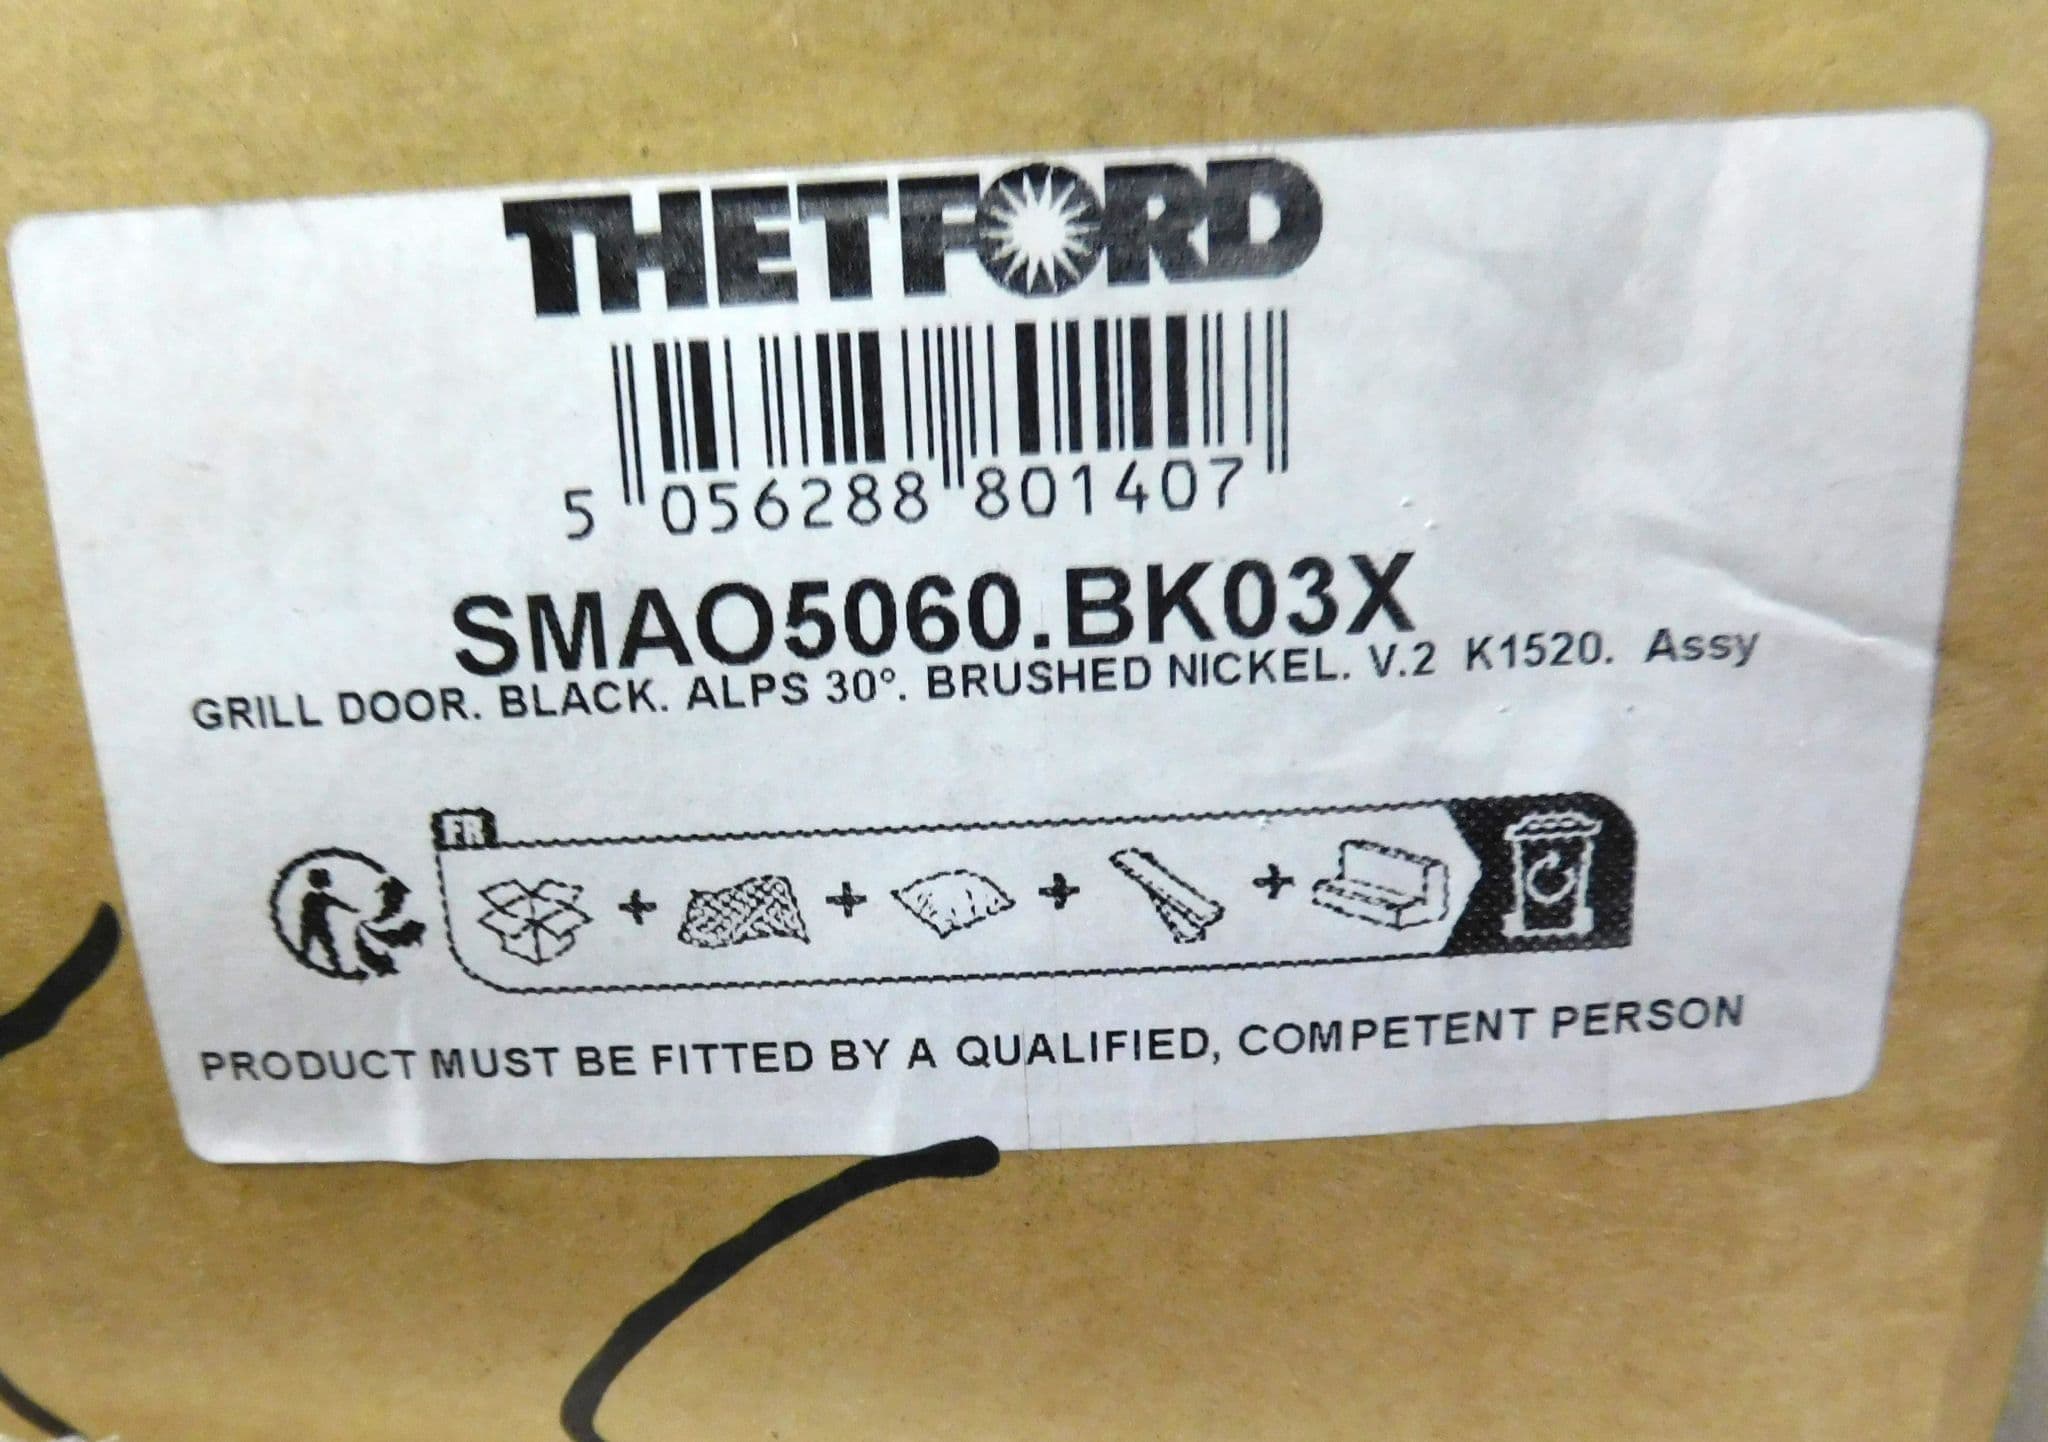 THETFORD
5 056288 801407
SMAO5060.BK03X
GRILL DOOR. BLACK. ALPS 30°. BRUSHED NICKEL. V.2 K1520. Assy
FR
PRODUCT MUST BE FITTED BY A QUALIFIED, COMPETENT PERSON